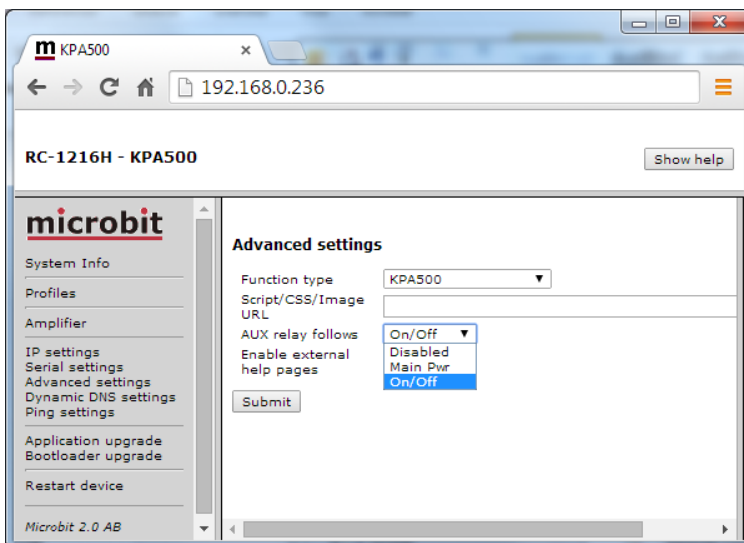 m KPA500
192.168.0.236
RC-1216H - KPA500
Show help
microbit
System Info
Profiles
Amplifier
IP settings
Serial settings
Advanced settings
Dynamic DNS settings
Ping settings
Application upgrade
Bootloader upgrade
Restart device
Microbit 2.0 AB
Advanced settings
Function type
KPA500
Script/CSS/Image
URL
AUX relay follows
On/Off
Disabled
Main Pwr
On/Off
Enable external
help pages
Submit